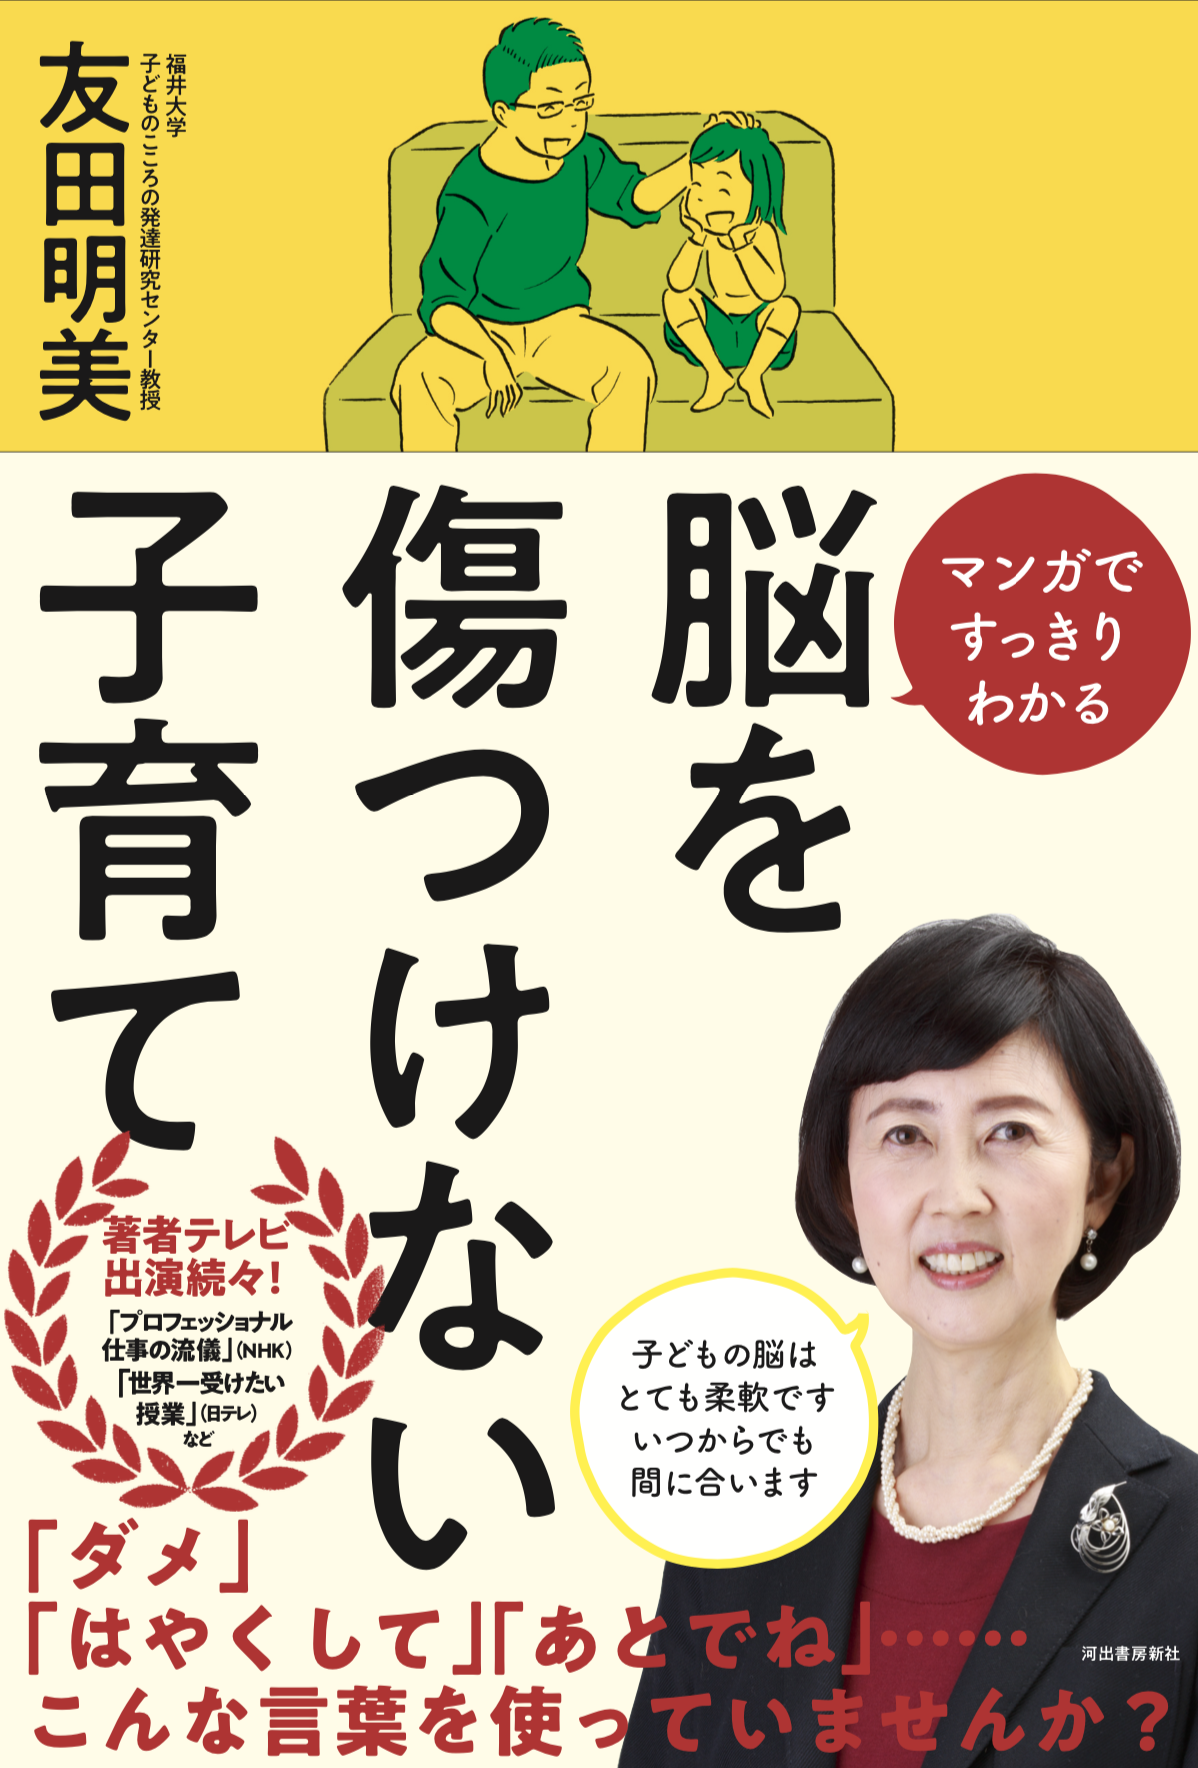 マンガで
すっきり
わかる
脳を
傷つけない
子育て
福井大学
子どものこころの発達研究センター教授
友田明美
著者テレビ
出演続々!
「プロフェッショナル
仕事の流儀」(NHK)
「世界一受けたい
授業」(日テレ)
など
子どもの脳は
とても柔軟です
いつからでも
間に合います
「ダメ」
「はやくして」「あとでね」……
こんな言葉を使っていませんか?
河出書房新社